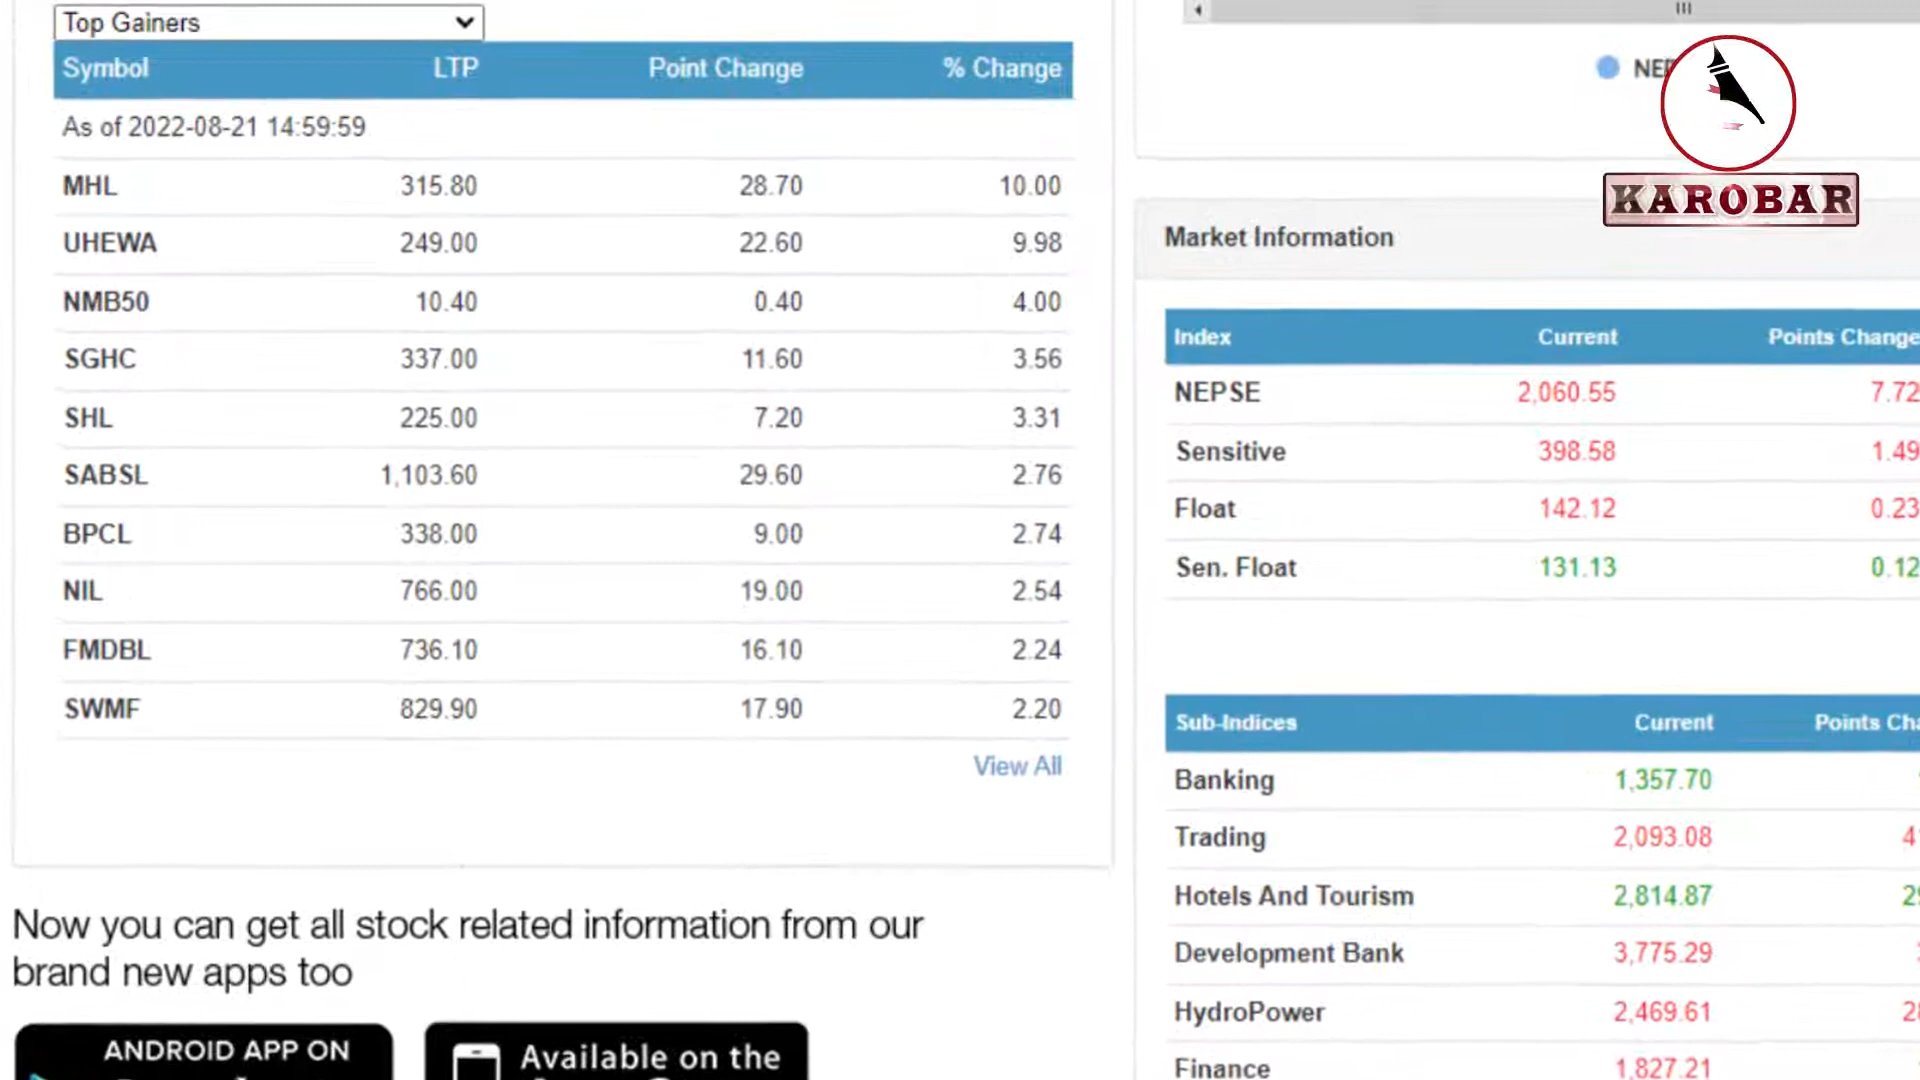 Top Gainers
Symbol LTP Point Change % Change
As of 2022-08-21 14:59:59
MHL 315.80 28.70 10.00
UHEWA 249.00 22.60 9.98
NMB50 10.40 0.40 4.00
SGHC 337.00 11.60 3.56
SHL 225.00 7.20 3.31
SABSL 1,103.60 29.60 2.76
BPCL 338.00 9.00 2.74
NIL 766.00 19.00 2.54
FMDBL 736.10 16.10 2.24
SWMF 829.90 17.90 2.20
View All
Now you can get all stock related information from our
brand new apps too
ANDROID APP ON
Available on the
KAROBAR
Market Information
Index Current Points Change
NEPSE 2,060.55 7.72
Sensitive 398.58 1.49
Float 142.12 0.23
Sen. Float 131.13 0.12
Sub-Indices Current Points
Banking 1,357.70
Trading 2,093.08
Hotels And Tourism 2,814.87
Development Bank 3,775.29
HydroPower 2,469.61
Finance 1,827.21